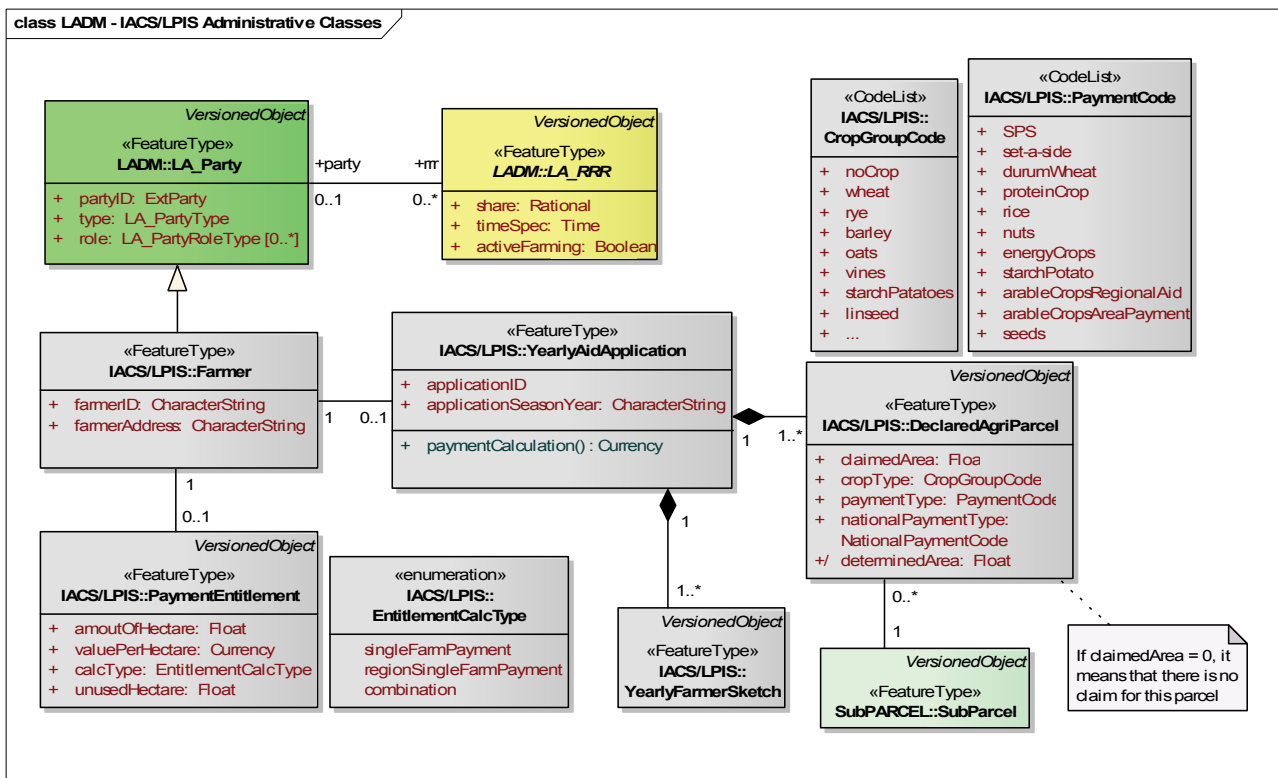 class LADM - IACS/LPIS Administrative Classes
VersionedObject
«FeatureType»
LADM::LA_Party
+ partyID: ExtParty
+ type: LA_PartyType
+ role: LA_PartyRoleType [0..*]
+party
0..1
+rrr
0..*
VersionedObject
«FeatureType»
LADM::LA_RRR
+ share: Rational
+ timeSpec: Time
+ activeFarming: Boolean
«CodeList»
IACS/LPIS::
CropGroupCode
+ noCrop
+ wheat
+ rye
+ barley
+ oats
+ vines
+ starchPatatoes
+ linseed
+ ...
«CodeList»
IACS/LPIS::PaymentCode
+ SPS
+ set-a-side
+ durumWheat
+ proteinCrop
+ rice
+ nuts
+ energyCrops
+ starchPotato
+ arableCropsRegionalAid
+ arableCropsAreaPayment
+ seeds
«FeatureType»
IACS/LPIS::Farmer
+ farmerID: CharacterString
+ farmerAddress: CharacterString
1
0..1
«FeatureType»
IACS/LPIS::YearlyAidApplication
+ applicationID
+ applicationSeasonYear: CharacterString
+ paymentCalculation() : Currency
1
1..*
VersionedObject
«FeatureType»
IACS/LPIS::DeclaredAgriParcel
+ claimedArea: Floa
+ cropType: CropGroupCode
+ paymentType: PaymentCode
+ nationalPaymentType:
NationalPaymentCode
+/ determinedArea: Float
1
0..1
VersionedObject
«FeatureType»
IACS/LPIS::PaymentEntitlement
+ amoutOfHectare: Float
+ valuePerHectare: Currency
+ calcType: EntitlementCalcType
+ unusedHectare: Float
«enumeration»
IACS/LPIS::
EntitlementCalcType
singleFarmPayment
regionSingleFarmPayment
combination
1
1..*
VersionedObject
«FeatureType»
IACS/LPIS::
YearlyFarmerSketch
0..*
1
VersionedObject
«FeatureType»
SubPARCEL::SubParcel
If claimedArea = 0, it
means that there is no
claim for this parcel